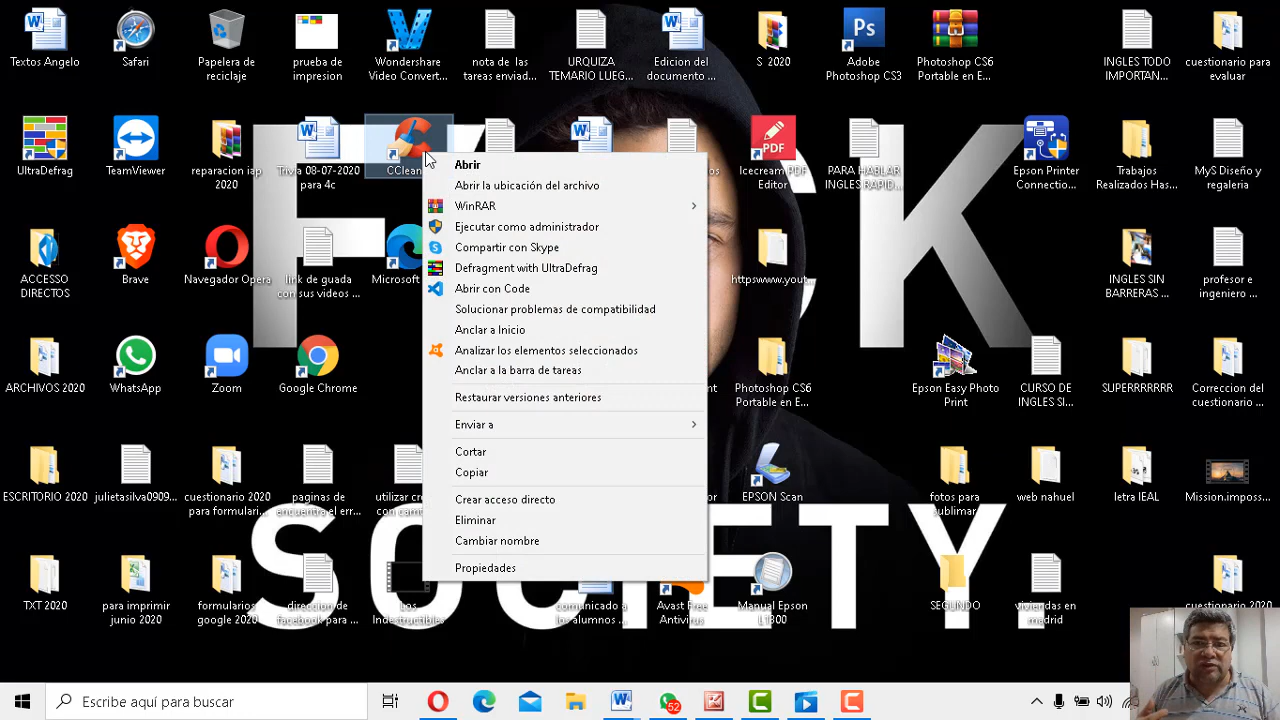 Textos Angelo
Safari
Papelera de
reciclaje
prueba de
impresion
Wondershare
Video Convert...
nota de las
tareas enviad...
URQUIZA
TEMARIO LUEG...
Edicion del
documento ...
S 2020
Adobe
Photoshop CS3
Photoshop CS6
Portable en E...
INGLES TODO
IMPORTAN...
cuestionario para
evaluar
UltraDefrag
TeamViewer
reparacion iap
2020
Trivia 08-07-2020
para 4c
CClean
Icecream PDF
Editor
PARA HABLAR
INGLES RAPID...
Epson Printer
Connectio...
Trabajos
Realizados Has...
MyS Diseño y
regaleria
Abrir
Abrir la ubicación del archivo
WinRAR
Ejecutar como administrador
Compartir con Skype
Defragment with UltraDefrag
Abrir con Code
Solucionar problemas de compatibilidad
Anclar a Inicio
Analizar los elementos seleccionados
Anclar a la barra de tareas
Restaurar versiones anteriores
Enviar a
Cortar
Copiar
Crear acceso directo
Eliminar
Cambiar nombre
Propiedades
ACCESSO
DIRECTOS
Brave
Navegador Opera
link de guada
con sus videos ...
Microsoft
httpswww.yout...
INGLES SIN
BARRERAS ...
profesor e
ingeniero ...
ARCHIVOS 2020
WhatsApp
Zoom
Google Chrome
Photoshop CS6
Portable en E...
Epson Easy Photo
Print
CURSO DE
INGLES SI...
SUPERRRRRRR
Correccion del
cuestionario ...
ESCRITORIO 2020
julietasilva0909...
cuestionario 2020
para formulari...
paginas de
encuentra el err...
utilizar cro
con cam
EPSON Scan
fotos para
sublimar
web nahuel
letra IEAL
Mission.imposs...
SOCIETY
TXT 2020
para imprimir
junio 2020
formularios
google 2020
direccion de
facebook para ...
Los
Indestructibles
comunicado a
los alumnos ...
Avast Free
Antivirus
Manual Epson
L1300
SEGUNDO
viviendas en
madrid
cuestionario 2020
Escribe aquí para buscar
52